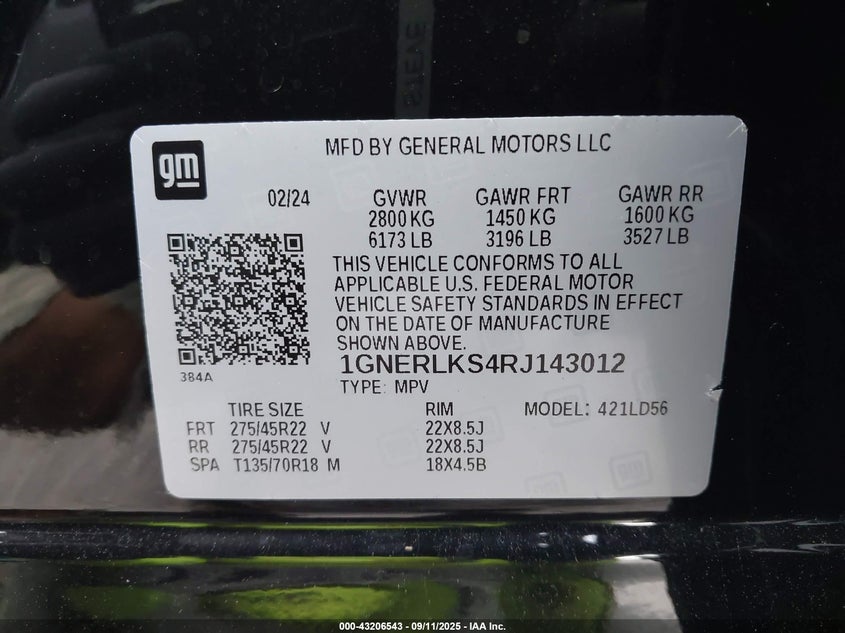 STEVE
gm
MFD BY GENERAL MOTORS LLC
02/24 GVWR GAWR FRT GAWR RR
2800 KG 1450 KG 1600 KG
6173 LB 3196 LB 3527 LB
THIS VEHICLE CONFORMS TO ALL
APPLICABLE U.S. FEDERAL MOTOR
VEHICLE SAFETY STANDARDS IN EFFECT
ON THE DATE OF MANUFACTURE
SHOWN ABOVE.
384A
1GNERLKS4RJ143012
TYPE: MPV
TIRE SIZE RIM MODEL: 421LD56
FRT 275/45R22 V 22X8.5J
RR 275/45R22 V 22X8.5J
SPA T135/70R18 M 18X4.5B
gm
000-43206543 - 09/11/2025 - IAA Inc.